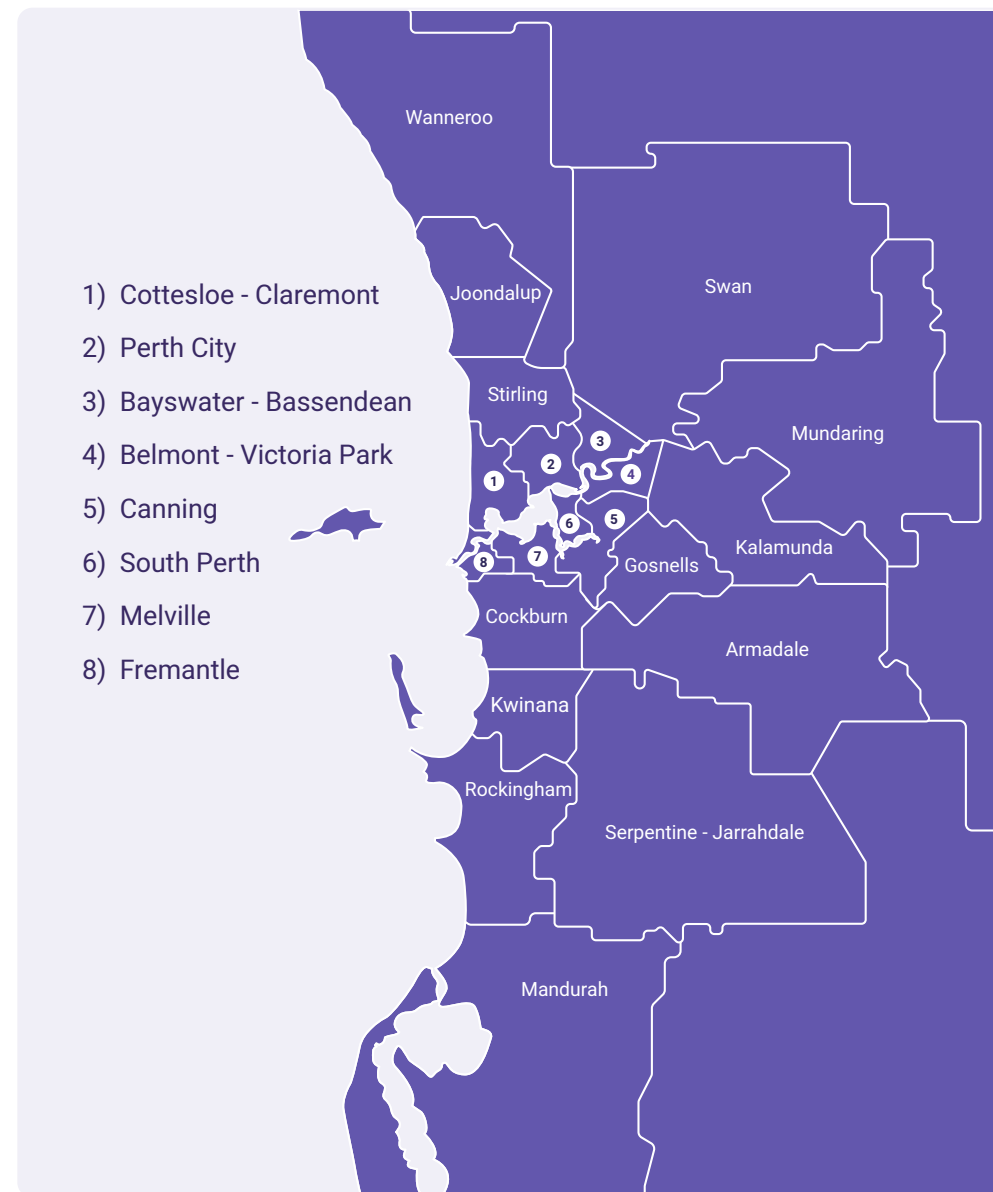 Wanneroo
Swan
Joondalup
1) Cottesloe - Claremont
2) Perth City
3) Bayswater - Bassendean
4) Belmont - Victoria Park
5) Canning
6) South Perth
7) Melville
8) Fremantle
Stirling
Mundaring
3
2
4
1
5
6
7
8
Kalamunda
Gosnells
Cockburn
Armadale
Kwinana
Rockingham
Serpentine - Jarrahdale
Mandurah